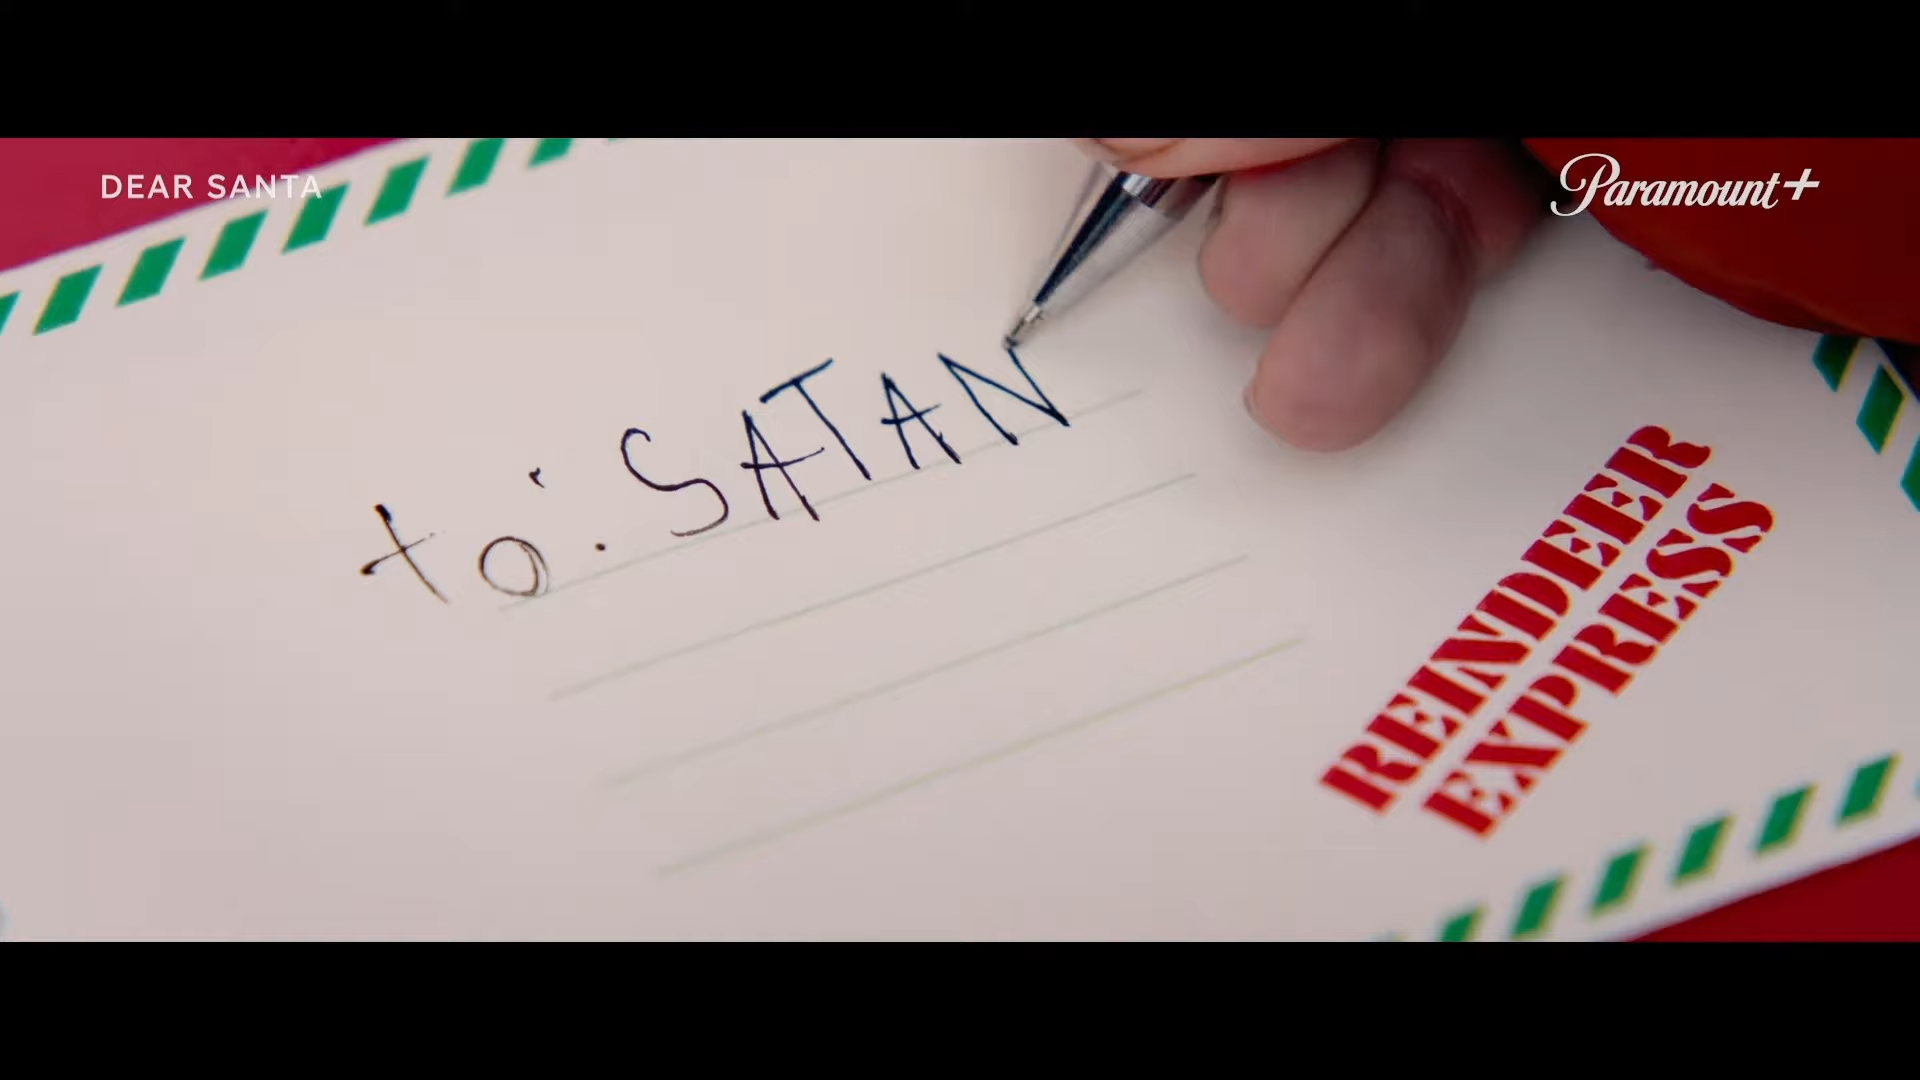 DEAR SANTA
Paramount+
to: SATAN
REINDEER
EXPRESS